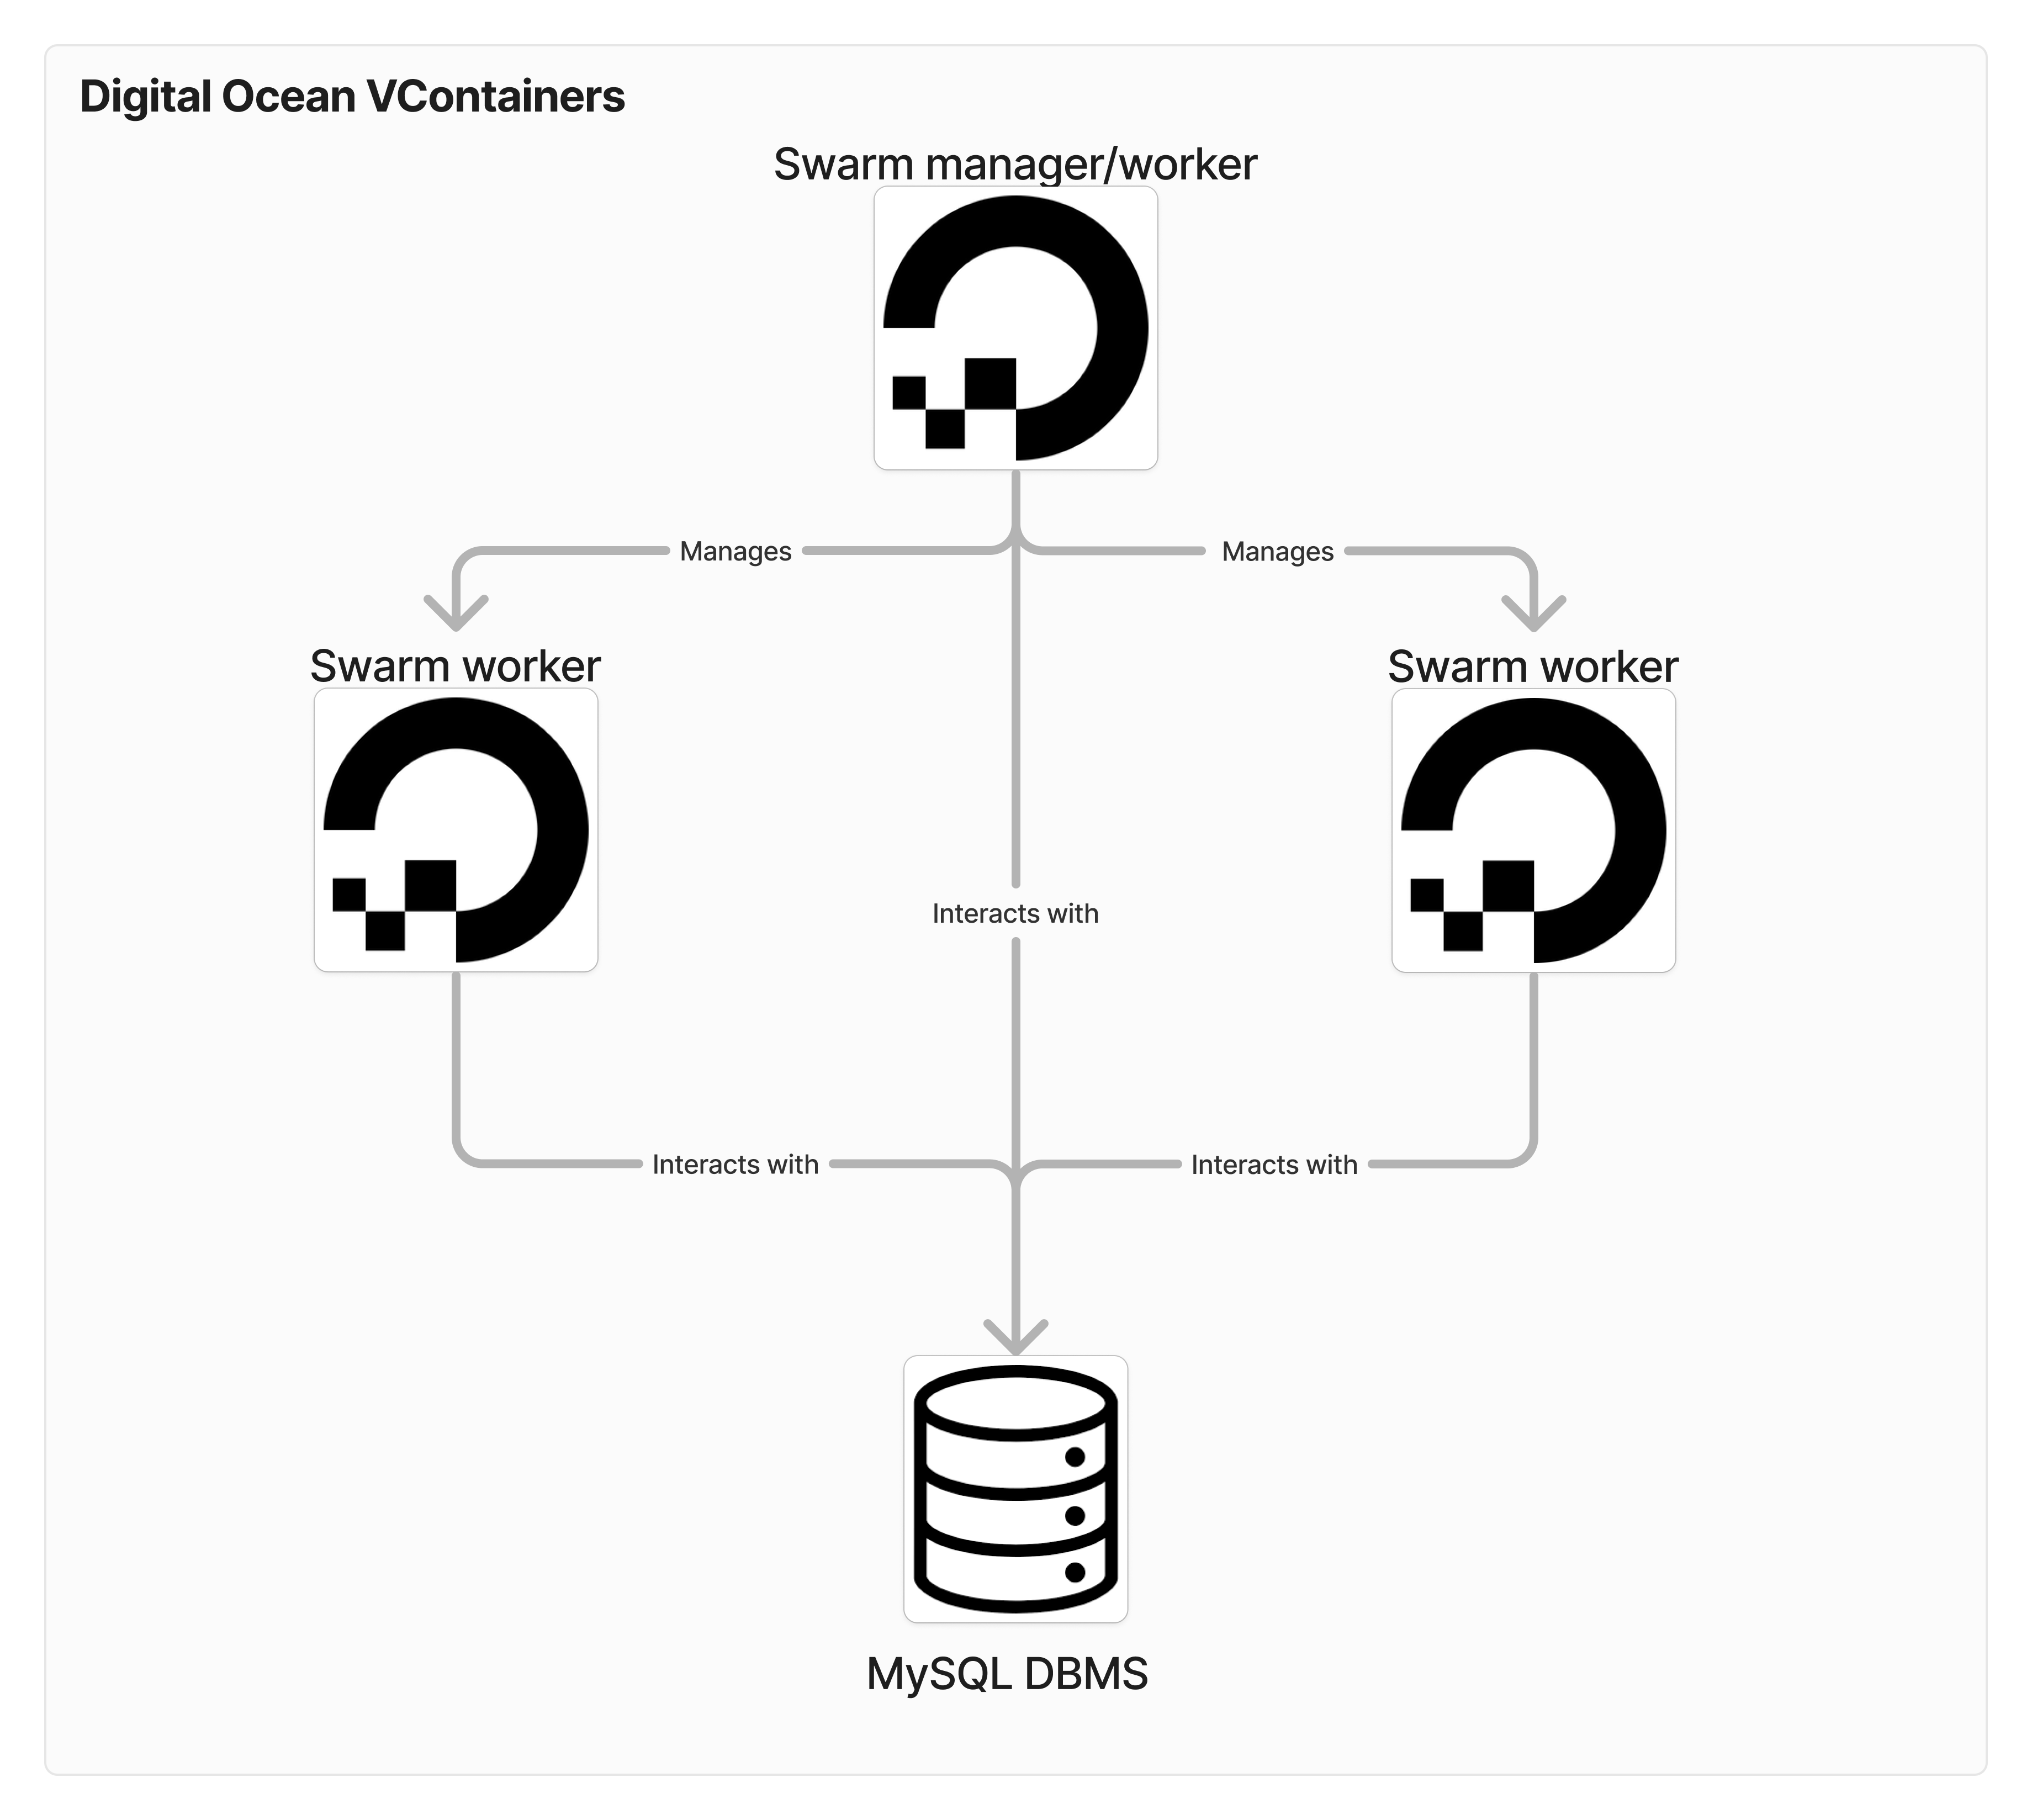 Digital Ocean VContainers
Swarm manager/worker
Manages
Manages
Swarm worker
Swarm worker
Interacts with
Interacts with
Interacts with
MySQL DBMS